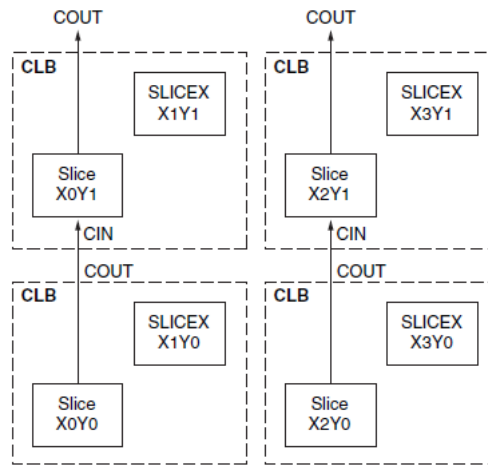 COUT
COUT
CLB
SLICEX
X1Y1
Slice
X0Y1
CIN
CLB
SLICEX
X3Y1
Slice
X2Y1
CIN
COUT
CLB
SLICEX
X1Y0
Slice
X0Y0
COUT
CLB
SLICEX
X3Y0
Slice
X2Y0